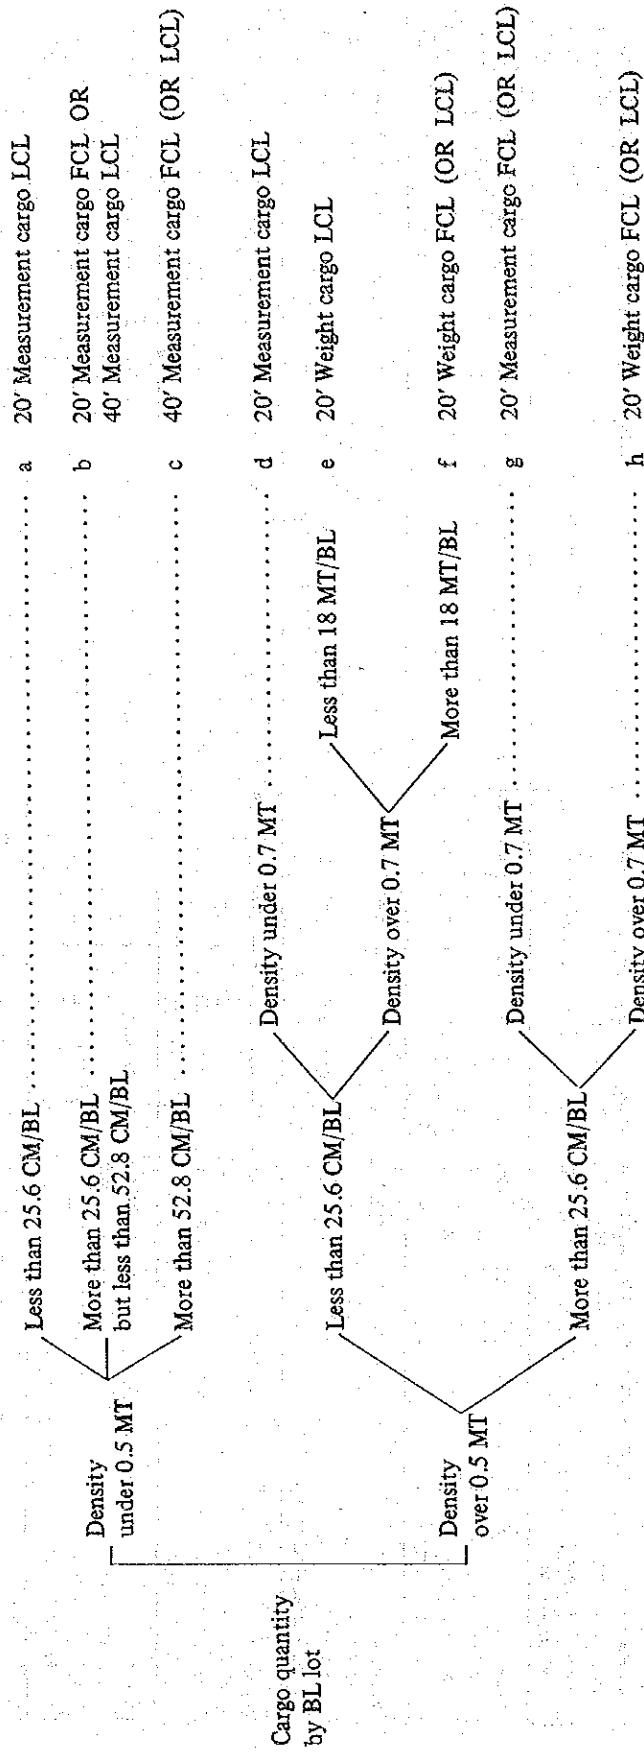 Cargo quantity
by BL lot
Density
under 0.5 MT
Less than 25.6 CM/BL ........................................ a 20' Measurement cargo LCL
More than 25.6 CM/BL ........................................ b 20' Measurement cargo FCL OR
but less than 52.8 CM/BL 40' Measurement cargo LCL
More than 52.8 CM/BL ........................................ c 40' Measurement cargo FCL (OR LCL)
Density
over 0.5 MT
Less than 25.6 CM/BL
Density under 0.7 MT .................... d 20' Measurement cargo LCL
Density over 0.7 MT
Less than 18 MT/BL e 20' Weight cargo LCL
More than 18 MT/BL f 20' Weight cargo FCL (OR LCL)
More than 25.6 CM/BL
Density under 0.7 MT .................... g 20' Measurement cargo FCL (OR LCL)
Density over 0.7 MT .................... h 20' Weight cargo FCL (OR LCL)